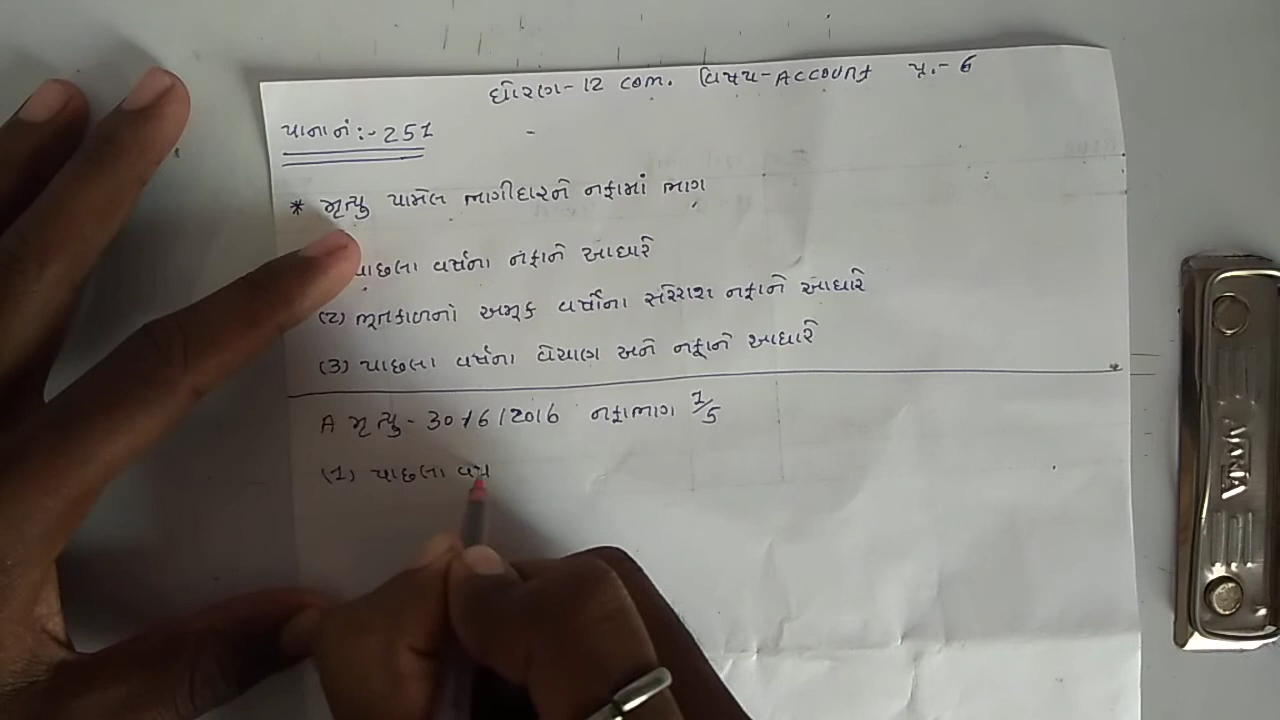 ધોરણ-12 com. વિષય-Account પ્ર.-6
પાના નં:-251
* મૃત્યુ પામેલ ભાગીદારને નફામાં ભાગ
પાછલા વર્ષના નફાને આધારે
(2) ભૂતકાળનાં અમૂક વર્ષોના સરેરાશ નફાને આધારે
(3) પાછલા વર્ષના વેચાણ અને નફાને આધારે
A મૃત્યુ - 30/6/2016 નફાભાગ 1/5
(1) પાછલા વર્ષ
MARIA